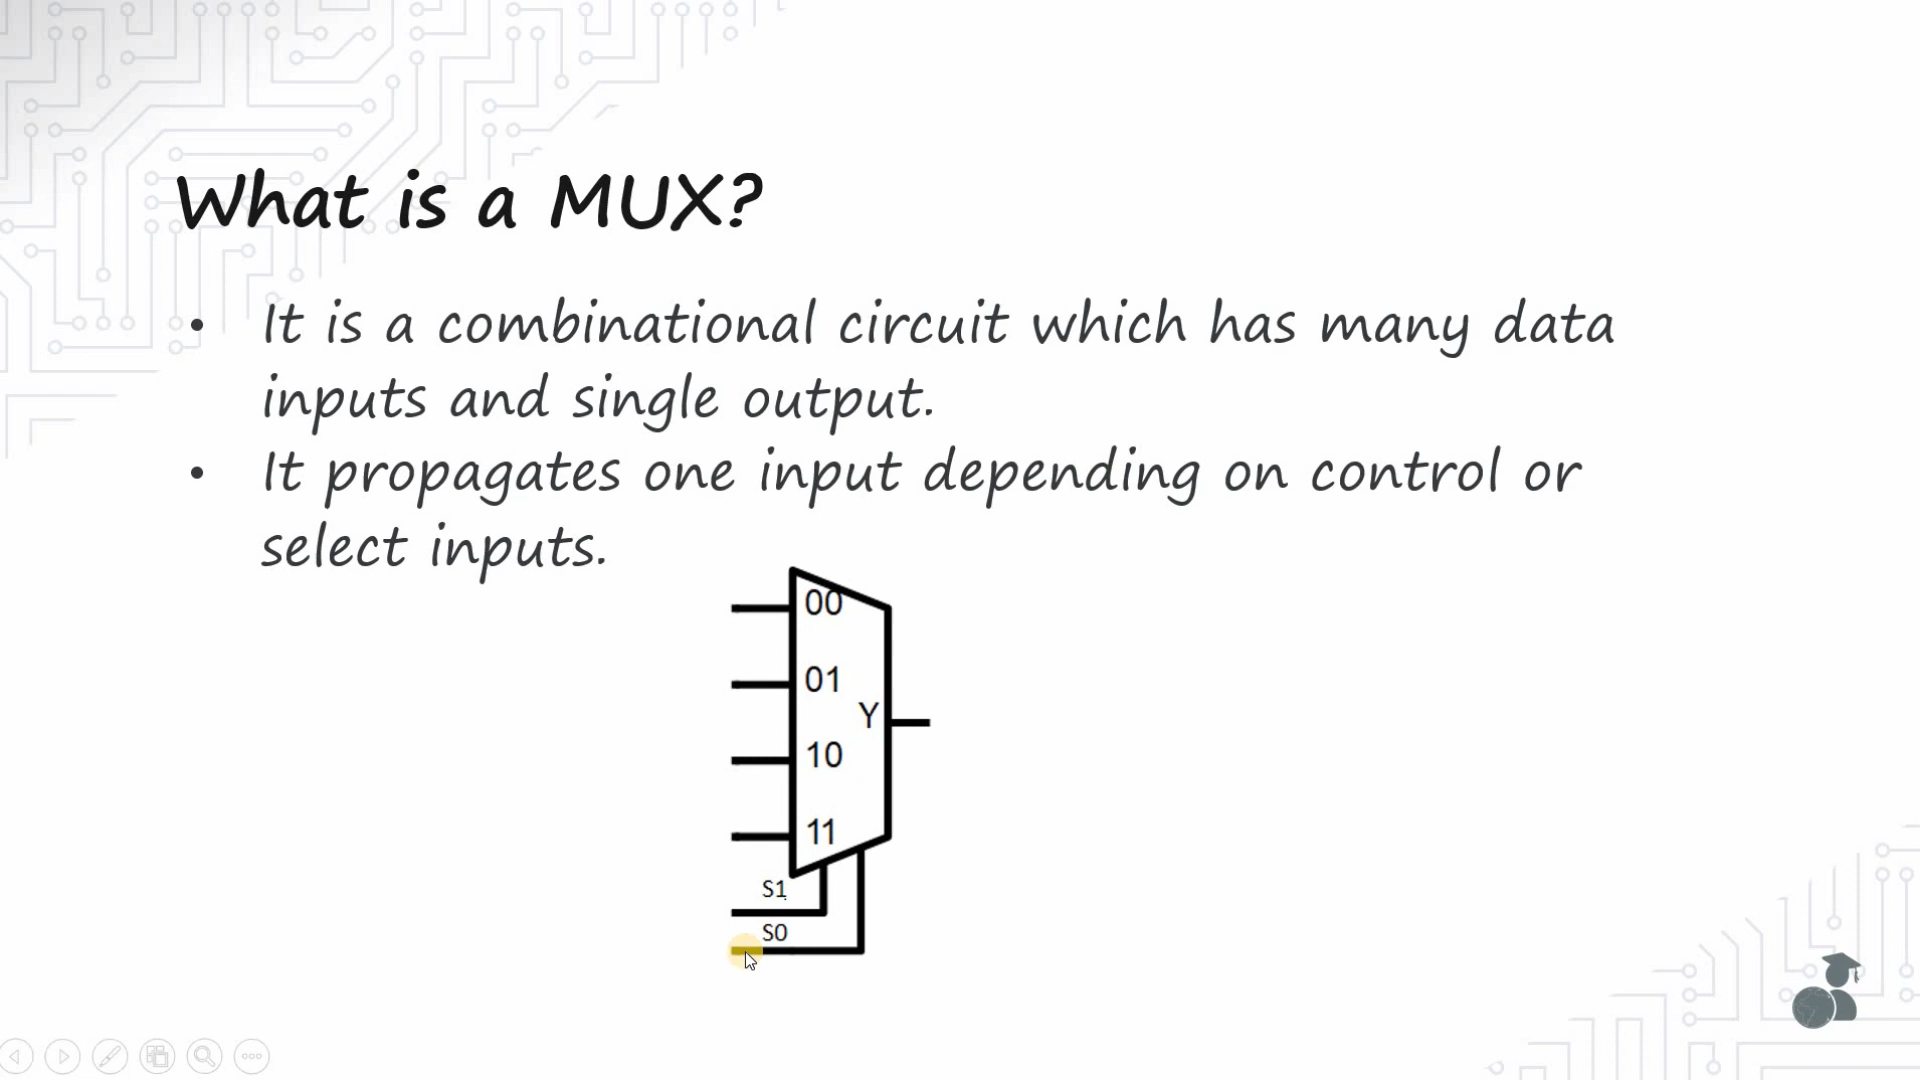 What is a MUX?
• It is a combinational circuit which has many data
inputs and single output.
• It propagates one input depending on control or
select inputs.
00
01
Y
10
11
S1
S0